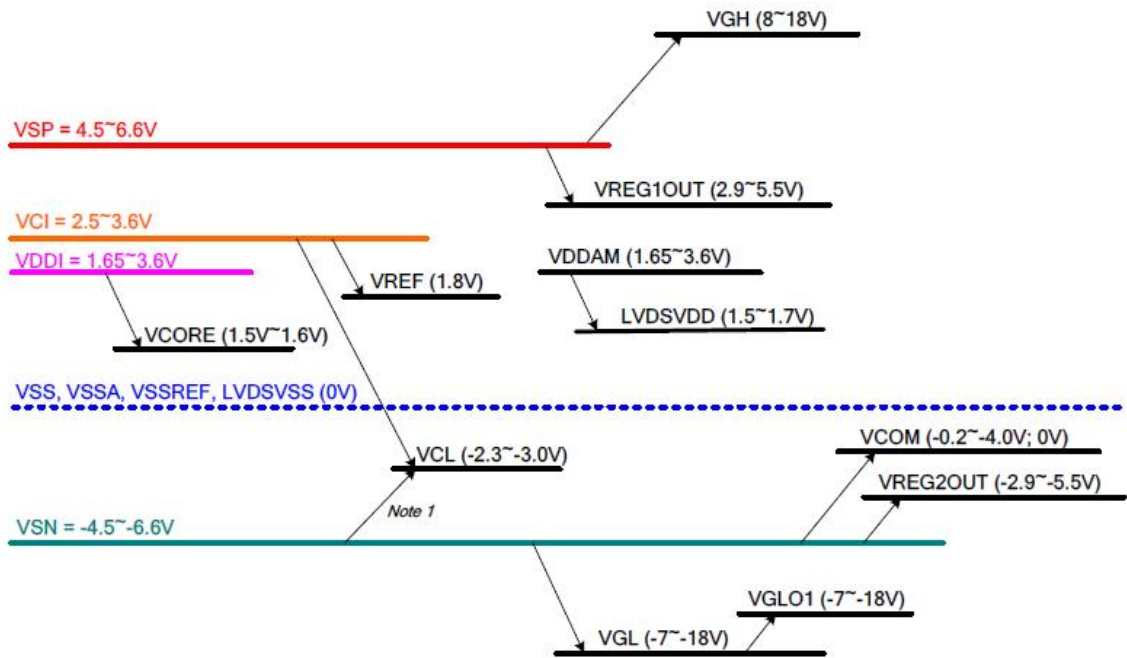 VGH (8~18V)
VSP = 4.5~6.6V
VREG1OUT (2.9~5.5V)
VCI = 2.5~3.6V
VDDI = 1.65~3.6V
VDDAM (1.65~3.6V)
VREF (1.8V)
LVDSVDD (1.5~1.7V)
VCORE (1.5V~1.6V)
VSS, VSSA, VSSREF, LVDSVSS (0V)
VCOM (-0.2~-4.0V; 0V)
VCL (-2.3~-3.0V)
VREG2OUT (-2.9~-5.5V)
Note 1
VSN = -4.5~-6.6V
VGLO1 (-7~-18V)
VGL (-7~-18V)